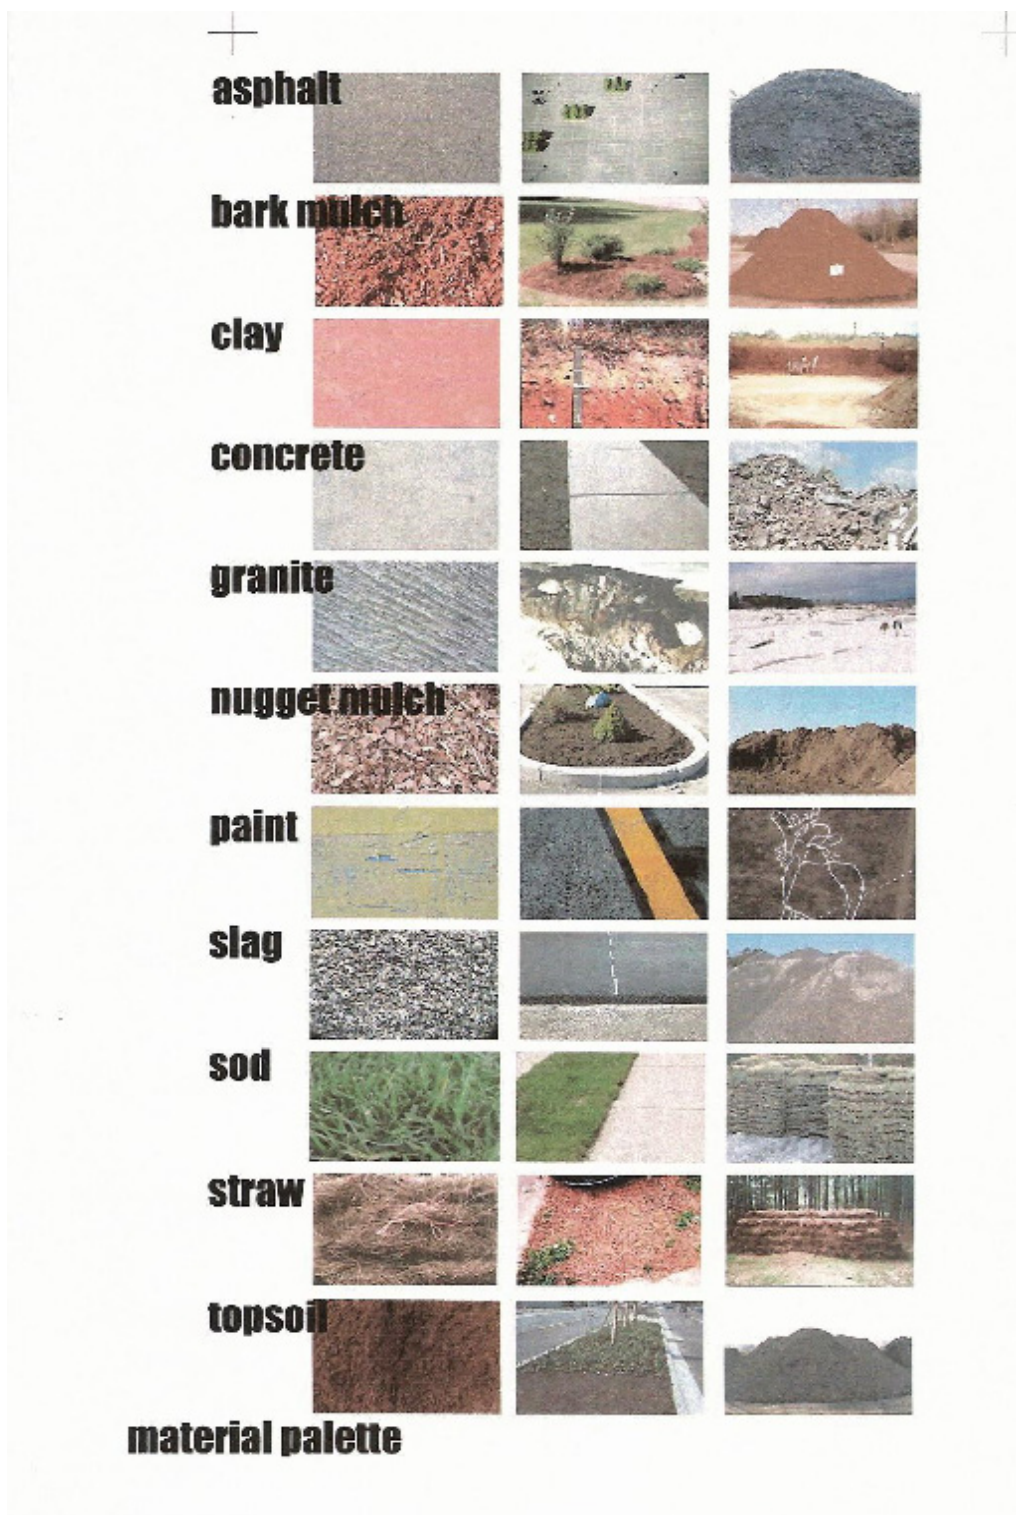 asphalt
bark mulch
clay
concrete
granite
nugget mulch
paint
slag
sod
straw
topsoil
material palette